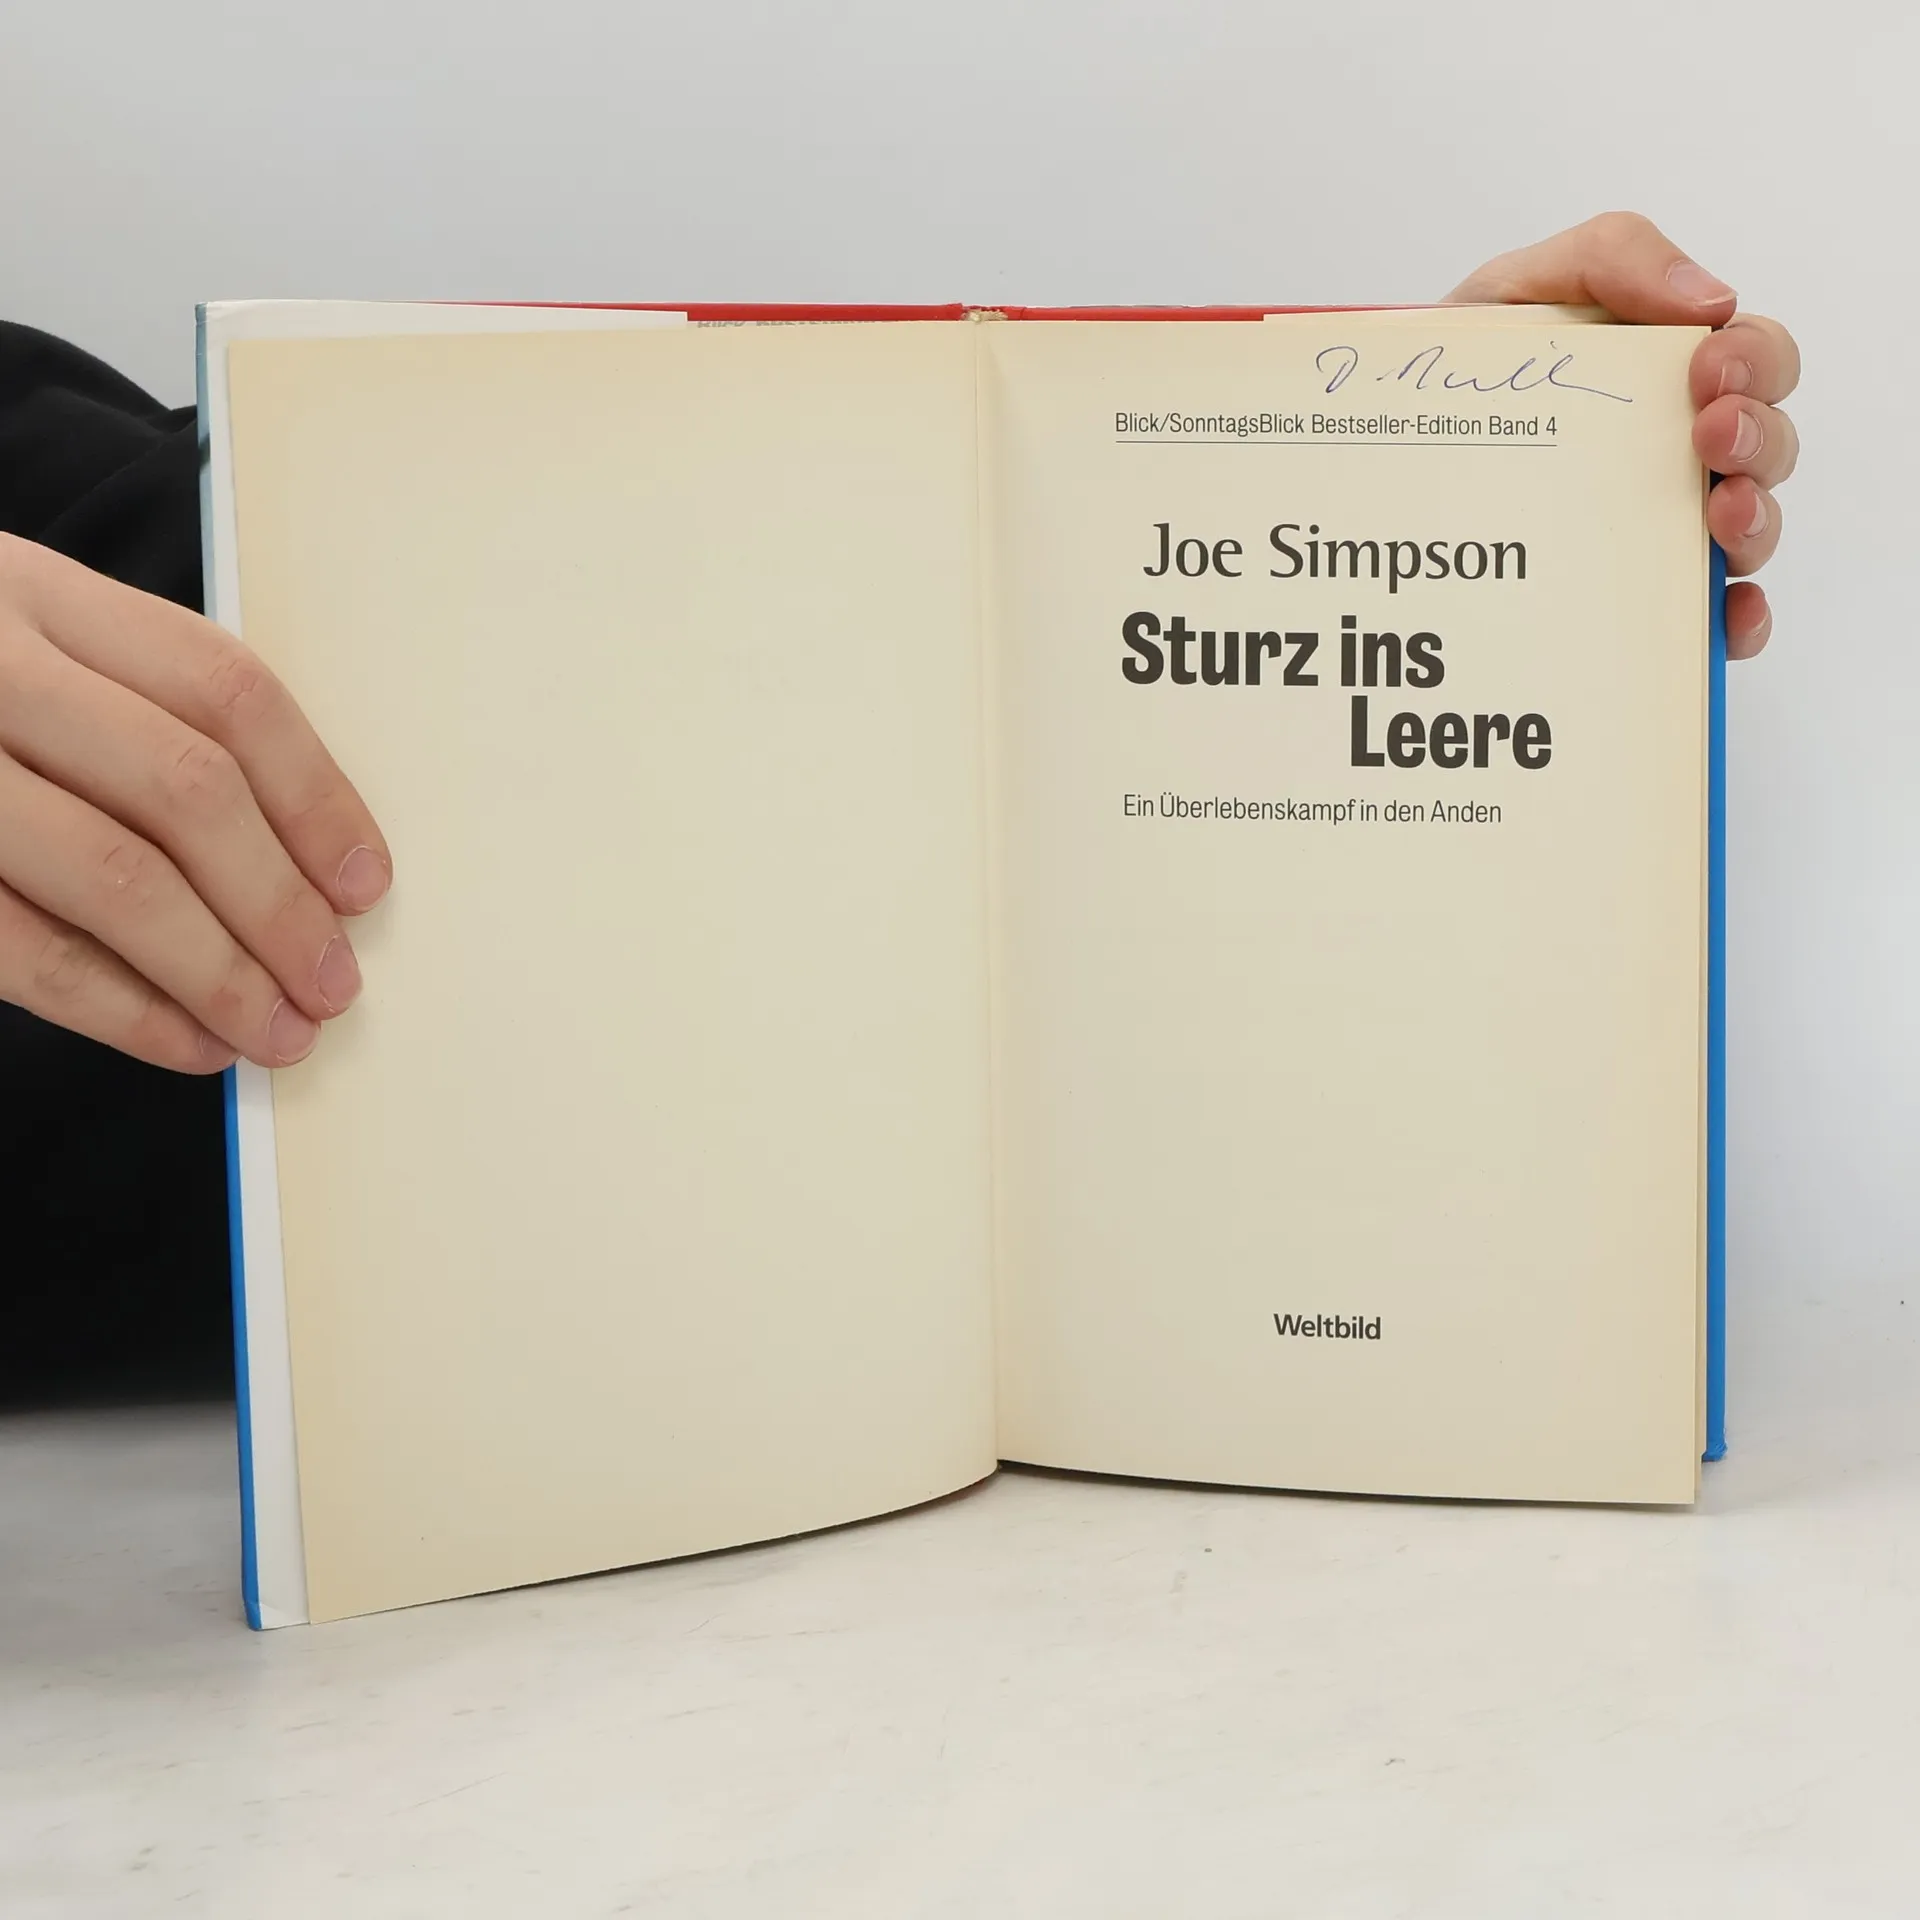 Blick/SonntagsBlick Bestseller-Edition Band 4
Joe Simpson
Sturz ins
Leere
Ein Überlebenskampf in den Anden
Weltbild